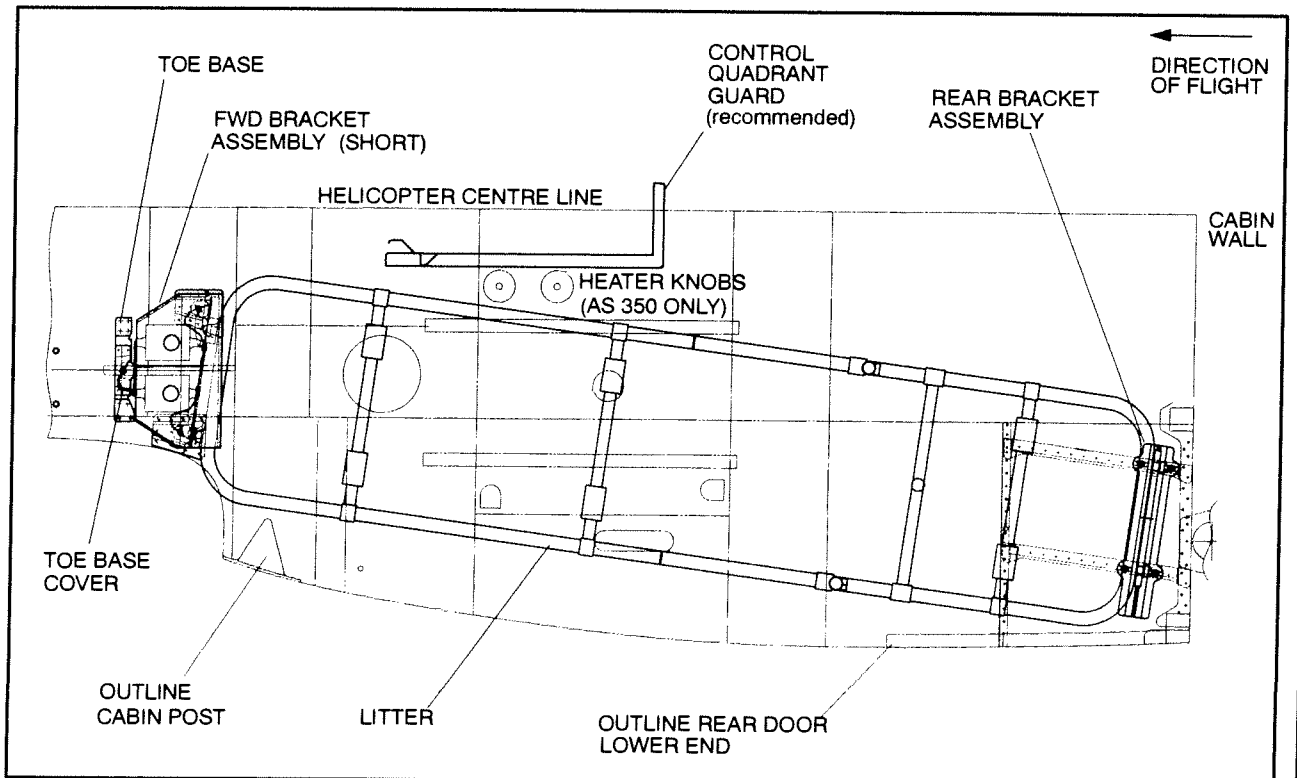 TOE BASE
FWD BRACKET
ASSEMBLY (SHORT)
CONTROL
QUADRANT
GUARD
(recommended)
DIRECTION
OF FLIGHT
REAR BRACKET
ASSEMBLY
HELICOPTER CENTRE LINE
CABIN
WALL
HEATER KNOBS
(AS 350 ONLY)
TOE BASE
COVER
OUTLINE
CABIN POST
LITTER
OUTLINE REAR DOOR
LOWER END